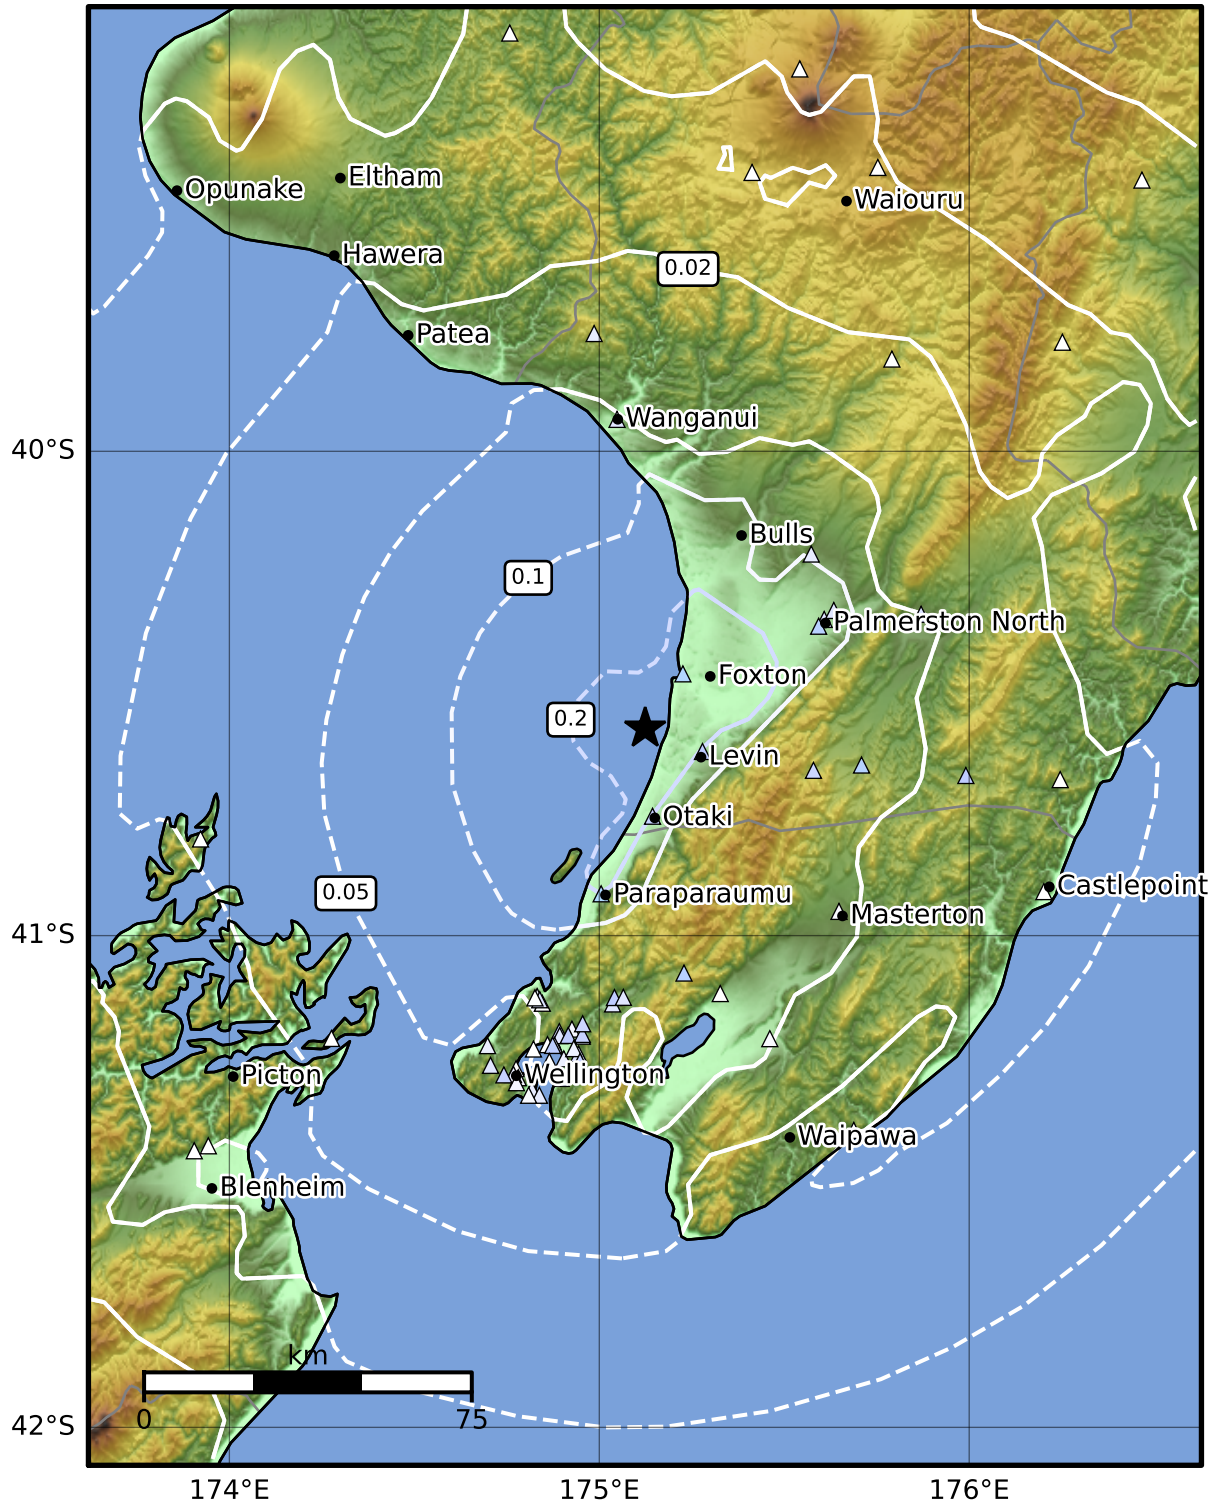 Eltham
Opunake
Waiouru
Hawera
0.02
Patea
Wanganui
40°S
Bulls
0.1
Palmerston North
Foxton
0.2
Levin
Otaki
0.05
Castlepoint
Paraparaumu
Masterton
41°S
Picton
Wellington
Waipawa
Blenheim
km
0
75
42°S
174°E
175°E
176°E